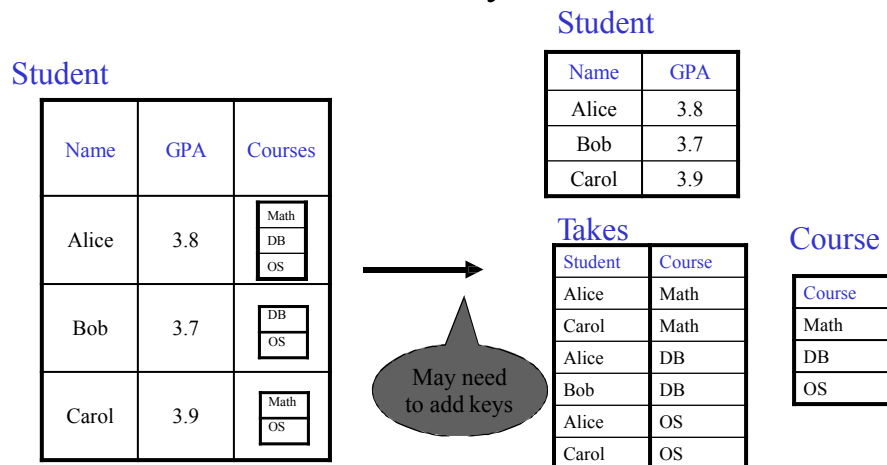 Student
Name GPA Courses
Alice 3.8 Math
DB
OS
Bob 3.7 DB
OS
Carol 3.9 Math
OS
May need
to add keys
Student
Name GPA
Alice 3.8
Bob 3.7
Carol 3.9
Takes
Student Course
Alice Math
Carol Math
Alice DB
Bob DB
Alice OS
Carol OS
Course
Course
Math
DB
OS